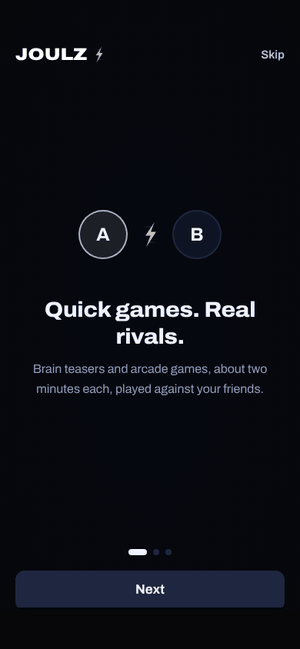 JOULZ
Skip
A
B
Quick games. Real
rivals.
Brain teasers and arcade games, about two
minutes each, played against your friends.
Next